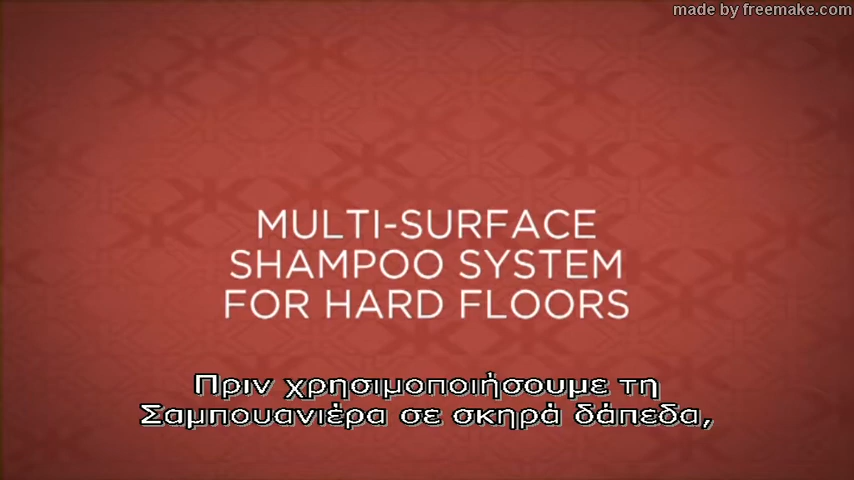 made by freemake.com
MULTI-SURFACE
SHAMPOO SYSTEM
FOR HARD FLOORS
Πριν χρησιμοποιήσουμε τη
Σαμπουανιέρα σε σκηρά δάπεδα,